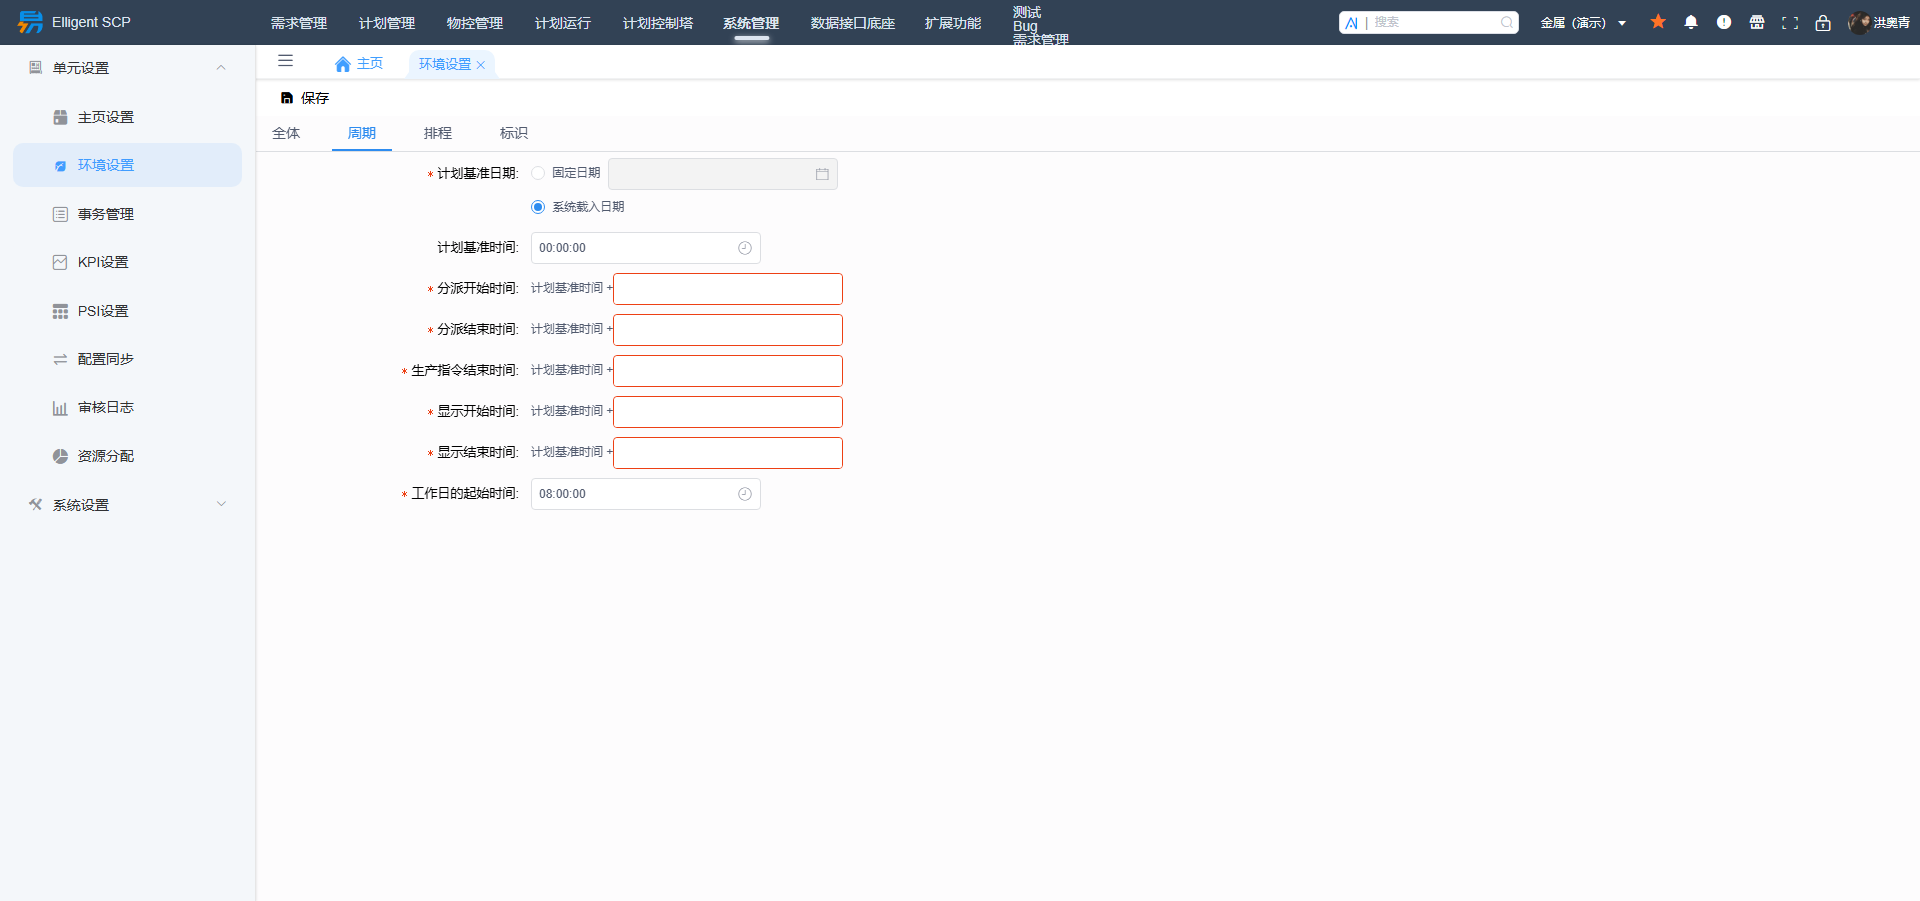 Elligent SCP
需求管理
计划管理
物控管理
计划运行
计划控制塔
系统管理
数据接口底座
扩展功能
测试
Bug
需求管理
AI | 搜索
金属（演示）
洪奥青
单元设置
主页设置
环境设置
事务管理
KPI设置
PSI设置
配置同步
审核日志
资源分配
系统设置
主页
环境设置
保存
全体
周期
排程
标识
* 计划基准日期: 固定日期
系统载入日期
计划基准时间: 00:00:00
* 分派开始时间: 计划基准时间 +
* 分派结束时间: 计划基准时间 +
* 生产指令结束时间: 计划基准时间 +
* 显示开始时间: 计划基准时间 +
* 显示结束时间: 计划基准时间 +
* 工作日的起始时间: 08:00:00